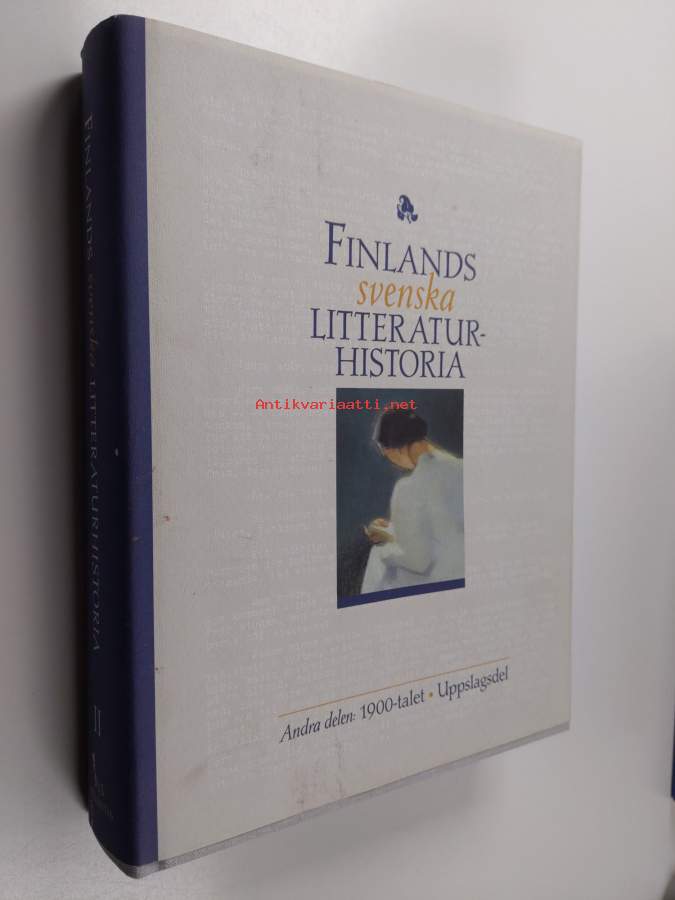 FINLANDS
svenska
LITTERATUR-
HISTORIA
Antikvariaatti.net
Andra delen: 1900-talet • Uppslagsdel
FINLANDS svenska LITTERATURHISTORIA II